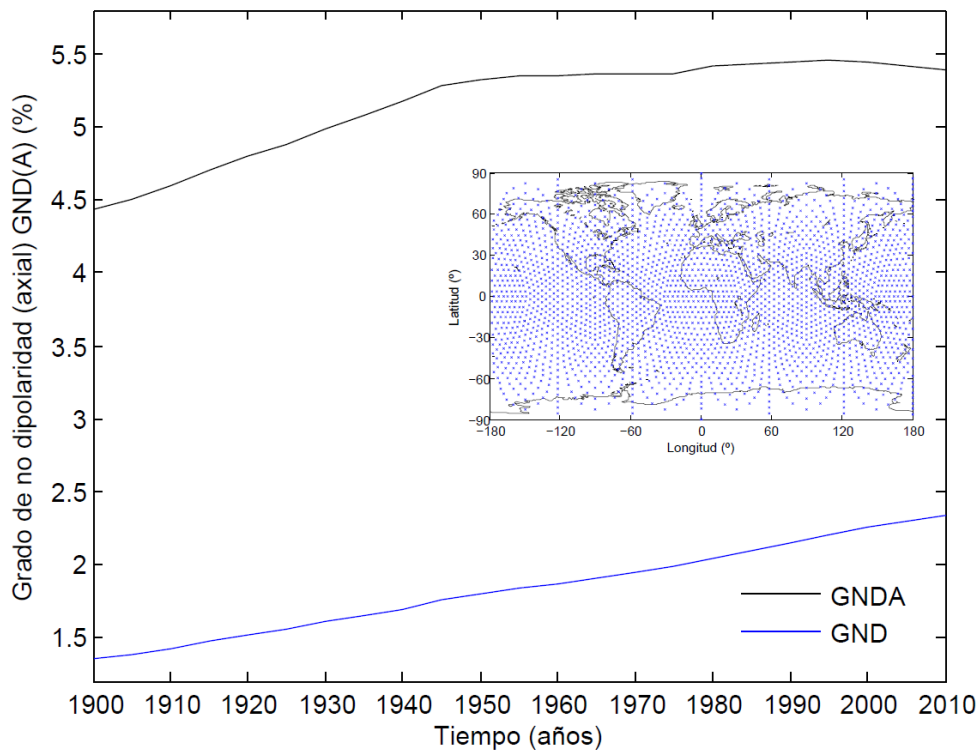 Grado de no dipolaridad (axial) GND(A) (%)
5.5
5
4.5
4
3.5
3
2.5
2
1.5
Latitud (º)
90
60
30
0
−30
−60
−90
−180 −120 −60 0 60 120 180
Longitud (º)
GNDA
GND
1900 1910 1920 1930 1940 1950 1960 1970 1980 1990 2000 2010
Tiempo (años)